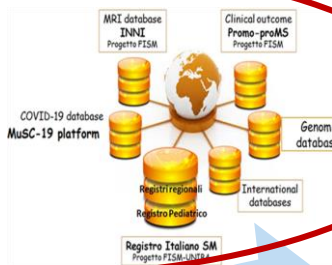 MRI database
INNI
Progetto FISM
Clinical outcome
Promo-proMS
Progetto FISM
COVID-19 database
MuSC-19 platform
Genom
databas
Registri regionali
Registro Pediatrico
International
databases
Registro Italiano SM
Progetto FISM-UNIBA